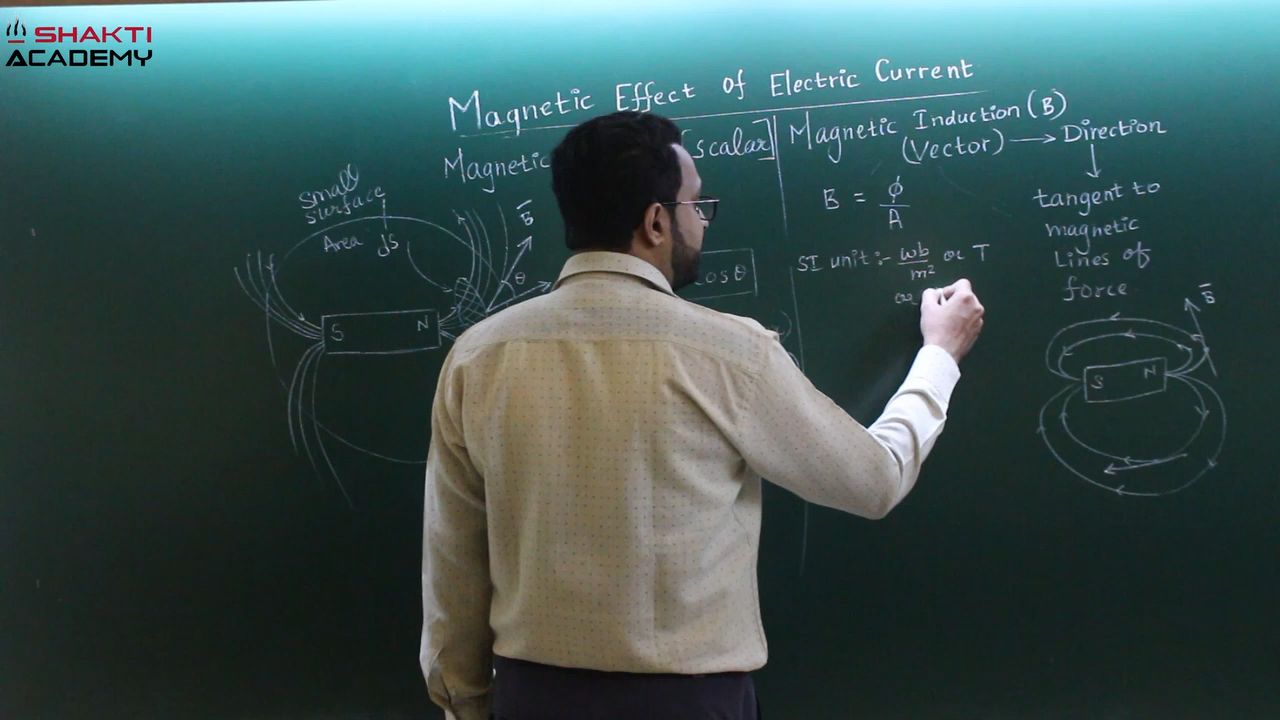 SHAKTI
ACADEMY
Magnetic Effect of Electric Current
Magnetic [scalar]
Small
surface
Area ds
B
θ
S N
cosθ
Magnetic Induction (B)
(Vector) → Direction
B = ϕ/A
SI unit :- wb/m² or T
or
tangent to
magnetic
Lines of
force
B
S N